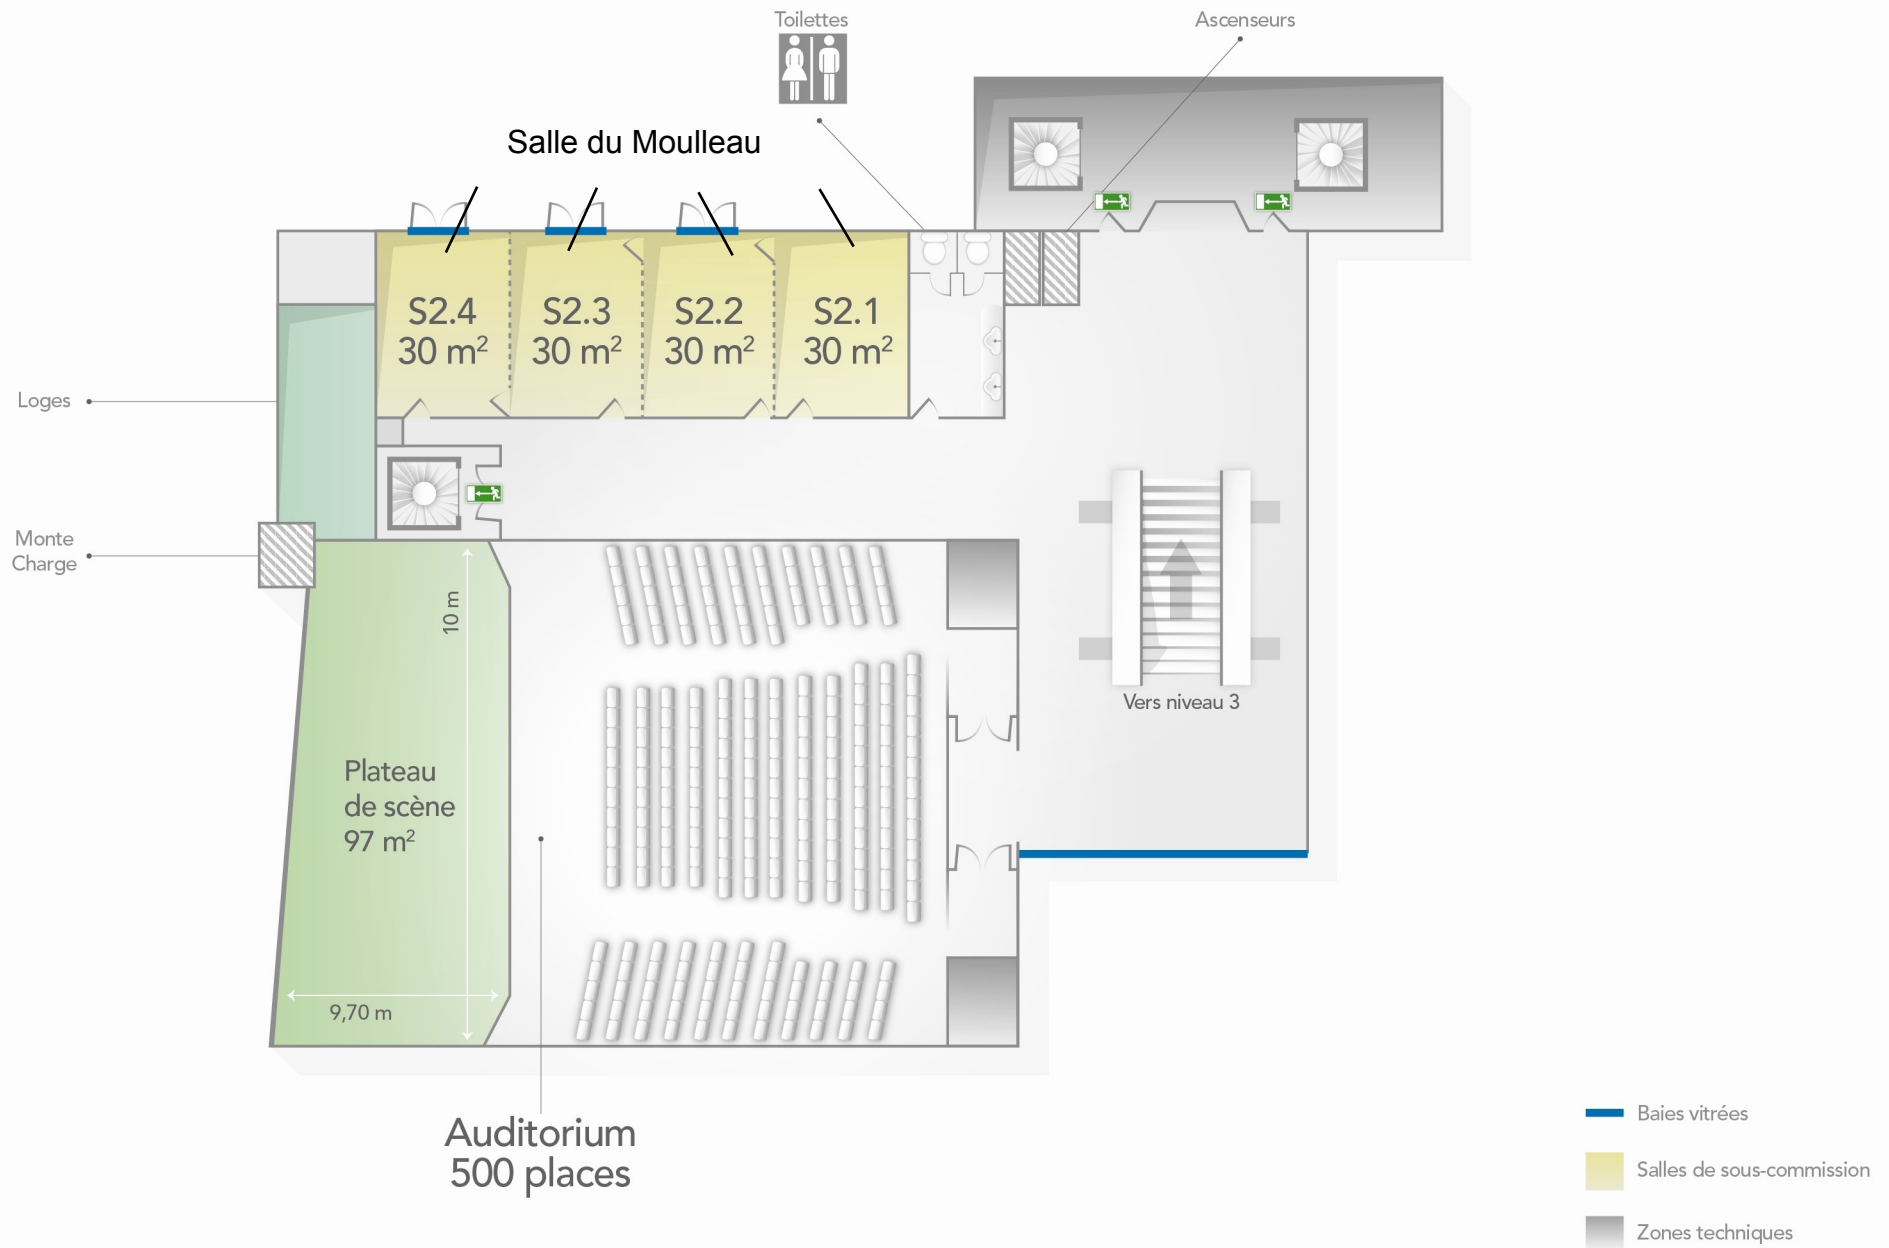 Toilettes
Ascenseurs
Salle du Moulleau
S2.4
30 m²
S2.3
30 m²
S2.2
30 m²
S2.1
30 m²
Loges
Monte
Charge
10 m
Vers niveau 3
Plateau
de scène
97 m²
9,70 m
Auditorium
500 places
Baies vitrées
Salles de sous-commission
Zones techniques